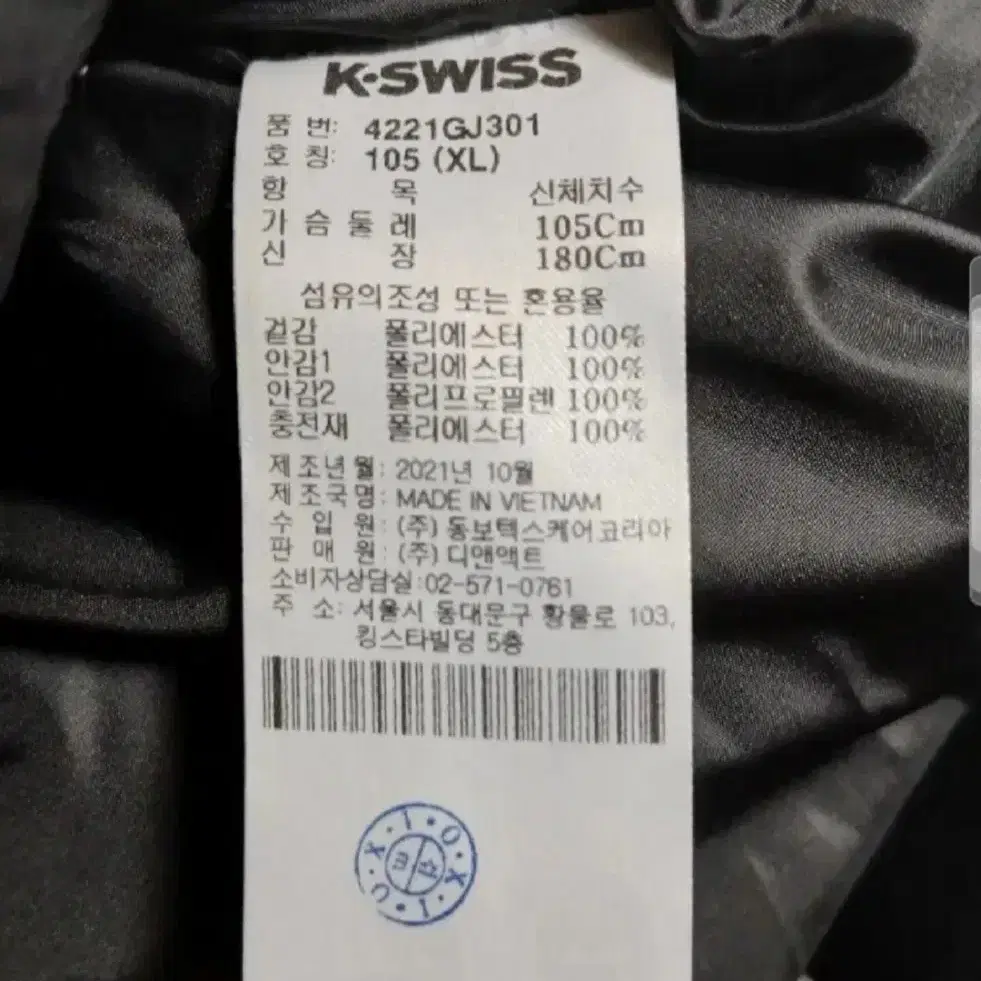 K·SWISS
품 번: 4221GJ301
호 칭: 105 (XL)
항 목 신체치수
가 슴 둘 레 105Cm
신 장 180Cm
섬유의조성 또는 혼용율
겉감 폴리에스터 100%
안감1 폴리에스터 100%
안감2 폴리프로필렌 100%
충전재 폴리에스터 100%
제조년월: 2021년 10월
제조국명: MADE IN VIETNAM
수 입 원: (주) 동보텍스케어코리아
판 매 원: (주) 디앤액트
소비자상담실:02-571-0761
주 소: 서울시 동대문구 황물로 103,
킹스타빌딩 5층